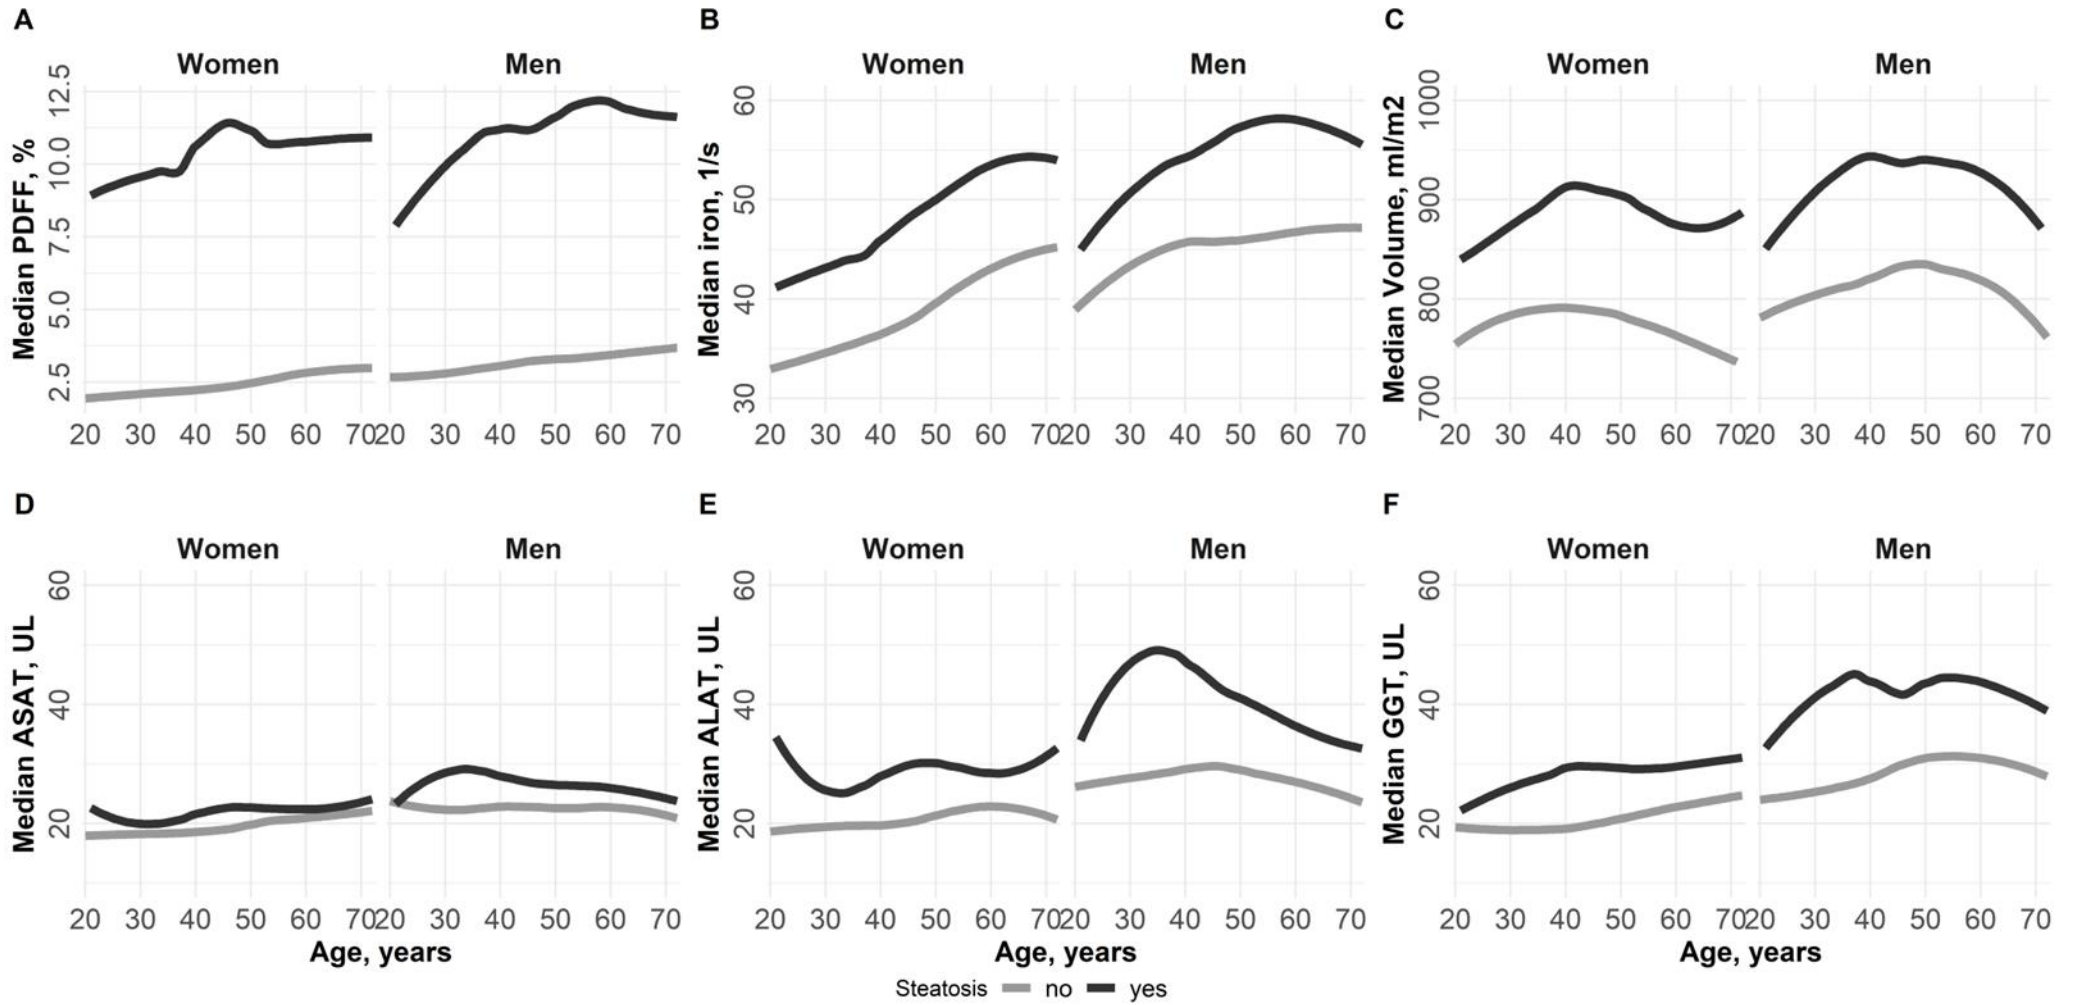 A
B
C
Women
Men
Women
Men
Women
Men
Median PDFF, %
12.5
10.0
7.5
5.0
2.5
Median iron, 1/s
60
50
40
30
Median Volume, ml/m2
1000
900
800
700
20 30 40 50 60 70 20 30 40 50 60 70
20 30 40 50 60 70 20 30 40 50 60 70
20 30 40 50 60 70 20 30 40 50 60 70
D
E
F
Women
Men
Women
Men
Women
Men
Median ASAT, UL
60
40
20
Median ALAT, UL
60
40
20
Median GGT, UL
60
40
20
20 30 40 50 60 70 20 30 40 50 60 70
20 30 40 50 60 70 20 30 40 50 60 70
20 30 40 50 60 70 20 30 40 50 60 70
Age, years
Age, years
Age, years
Steatosis no yes